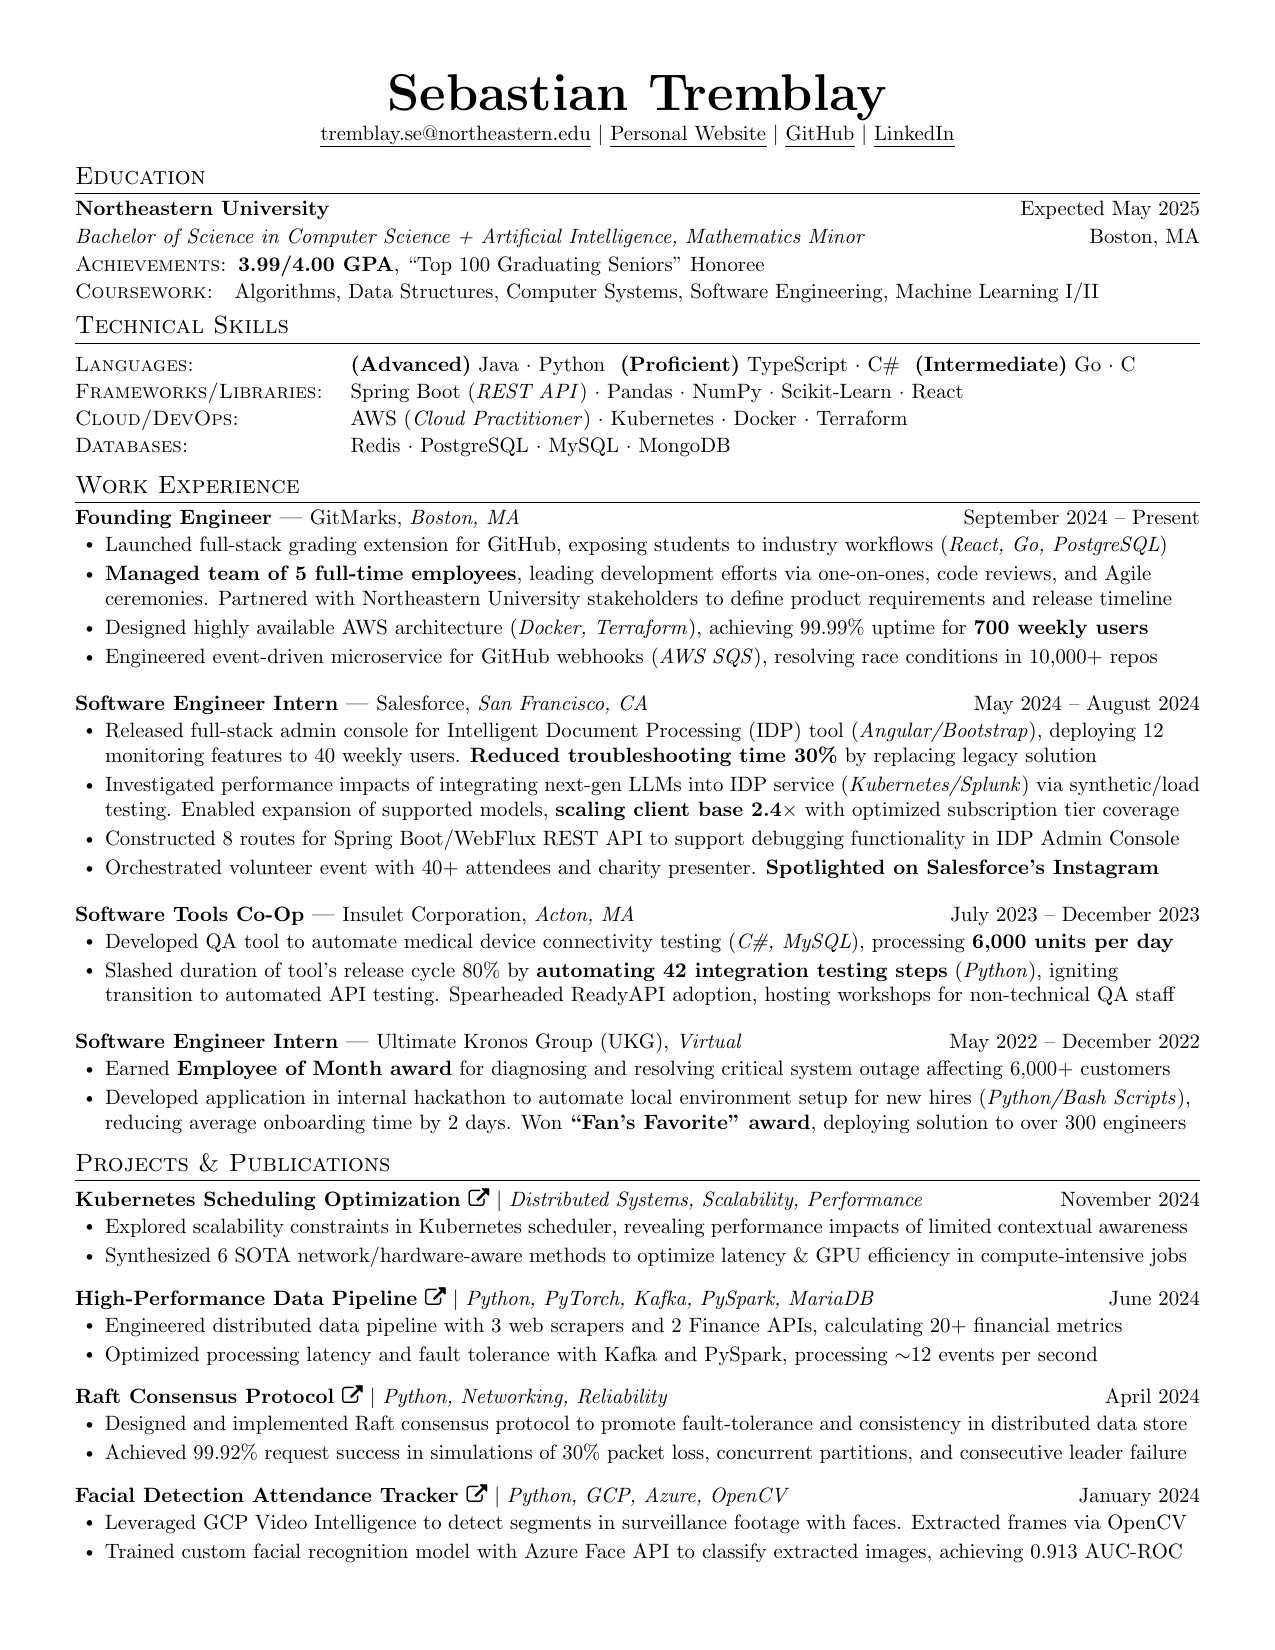 Sebastian Tremblay
tremblay.se@northeastern.edu | Personal Website | GitHub | LinkedIn
Education
Northeastern University Expected May 2025
Bachelor of Science in Computer Science + Artificial Intelligence, Mathematics Minor Boston, MA
Achievements: 3.99/4.00 GPA, “Top 100 Graduating Seniors” Honoree
Coursework: Algorithms, Data Structures, Computer Systems, Software Engineering, Machine Learning I/II
Technical Skills
Languages: (Advanced) Java · Python (Proficient) TypeScript · C# (Intermediate) Go · C
Frameworks/Libraries: Spring Boot (REST API) · Pandas · NumPy · Scikit-Learn · React
Cloud/DevOps: AWS (Cloud Practitioner) · Kubernetes · Docker · Terraform
Databases: Redis · PostgreSQL · MySQL · MongoDB
Work Experience
Founding Engineer — GitMarks, Boston, MA September 2024 – Present
• Launched full-stack grading extension for GitHub, exposing students to industry workflows (React, Go, PostgreSQL)
• Managed team of 5 full-time employees, leading development efforts via one-on-ones, code reviews, and Agile
ceremonies. Partnered with Northeastern University stakeholders to define product requirements and release timeline
• Designed highly available AWS architecture (Docker, Terraform), achieving 99.99% uptime for 700 weekly users
• Engineered event-driven microservice for GitHub webhooks (AWS SQS), resolving race conditions in 10,000+ repos
Software Engineer Intern — Salesforce, San Francisco, CA May 2024 – August 2024
• Released full-stack admin console for Intelligent Document Processing (IDP) tool (Angular/Bootstrap), deploying 12
monitoring features to 40 weekly users. Reduced troubleshooting time 30% by replacing legacy solution
• Investigated performance impacts of integrating next-gen LLMs into IDP service (Kubernetes/Splunk) via synthetic/load
testing. Enabled expansion of supported models, scaling client base 2.4× with optimized subscription tier coverage
• Constructed 8 routes for Spring Boot/WebFlux REST API to support debugging functionality in IDP Admin Console
• Orchestrated volunteer event with 40+ attendees and charity presenter. Spotlighted on Salesforce’s Instagram
Software Tools Co-Op — Insulet Corporation, Acton, MA July 2023 – December 2023
• Developed QA tool to automate medical device connectivity testing (C#, MySQL), processing 6,000 units per day
• Slashed duration of tool’s release cycle 80% by automating 42 integration testing steps (Python), igniting
transition to automated API testing. Spearheaded ReadyAPI adoption, hosting workshops for non-technical QA staff
Software Engineer Intern — Ultimate Kronos Group (UKG), Virtual May 2022 – December 2022
• Earned Employee of Month award for diagnosing and resolving critical system outage affecting 6,000+ customers
• Developed application in internal hackathon to automate local environment setup for new hires (Python/Bash Scripts),
reducing average onboarding time by 2 days. Won “Fan’s Favorite” award, deploying solution to over 300 engineers
Projects & Publications
Kubernetes Scheduling Optimization | Distributed Systems, Scalability, Performance November 2024
• Explored scalability constraints in Kubernetes scheduler, revealing performance impacts of limited contextual awareness
• Synthesized 6 SOTA network/hardware-aware methods to optimize latency & GPU efficiency in compute-intensive jobs
High-Performance Data Pipeline | Python, PyTorch, Kafka, PySpark, MariaDB June 2024
• Engineered distributed data pipeline with 3 web scrapers and 2 Finance APIs, calculating 20+ financial metrics
• Optimized processing latency and fault tolerance with Kafka and PySpark, processing ∼12 events per second
Raft Consensus Protocol | Python, Networking, Reliability April 2024
• Designed and implemented Raft consensus protocol to promote fault-tolerance and consistency in distributed data store
• Achieved 99.92% request success in simulations of 30% packet loss, concurrent partitions, and consecutive leader failure
Facial Detection Attendance Tracker | Python, GCP, Azure, OpenCV January 2024
• Leveraged GCP Video Intelligence to detect segments in surveillance footage with faces. Extracted frames via OpenCV
• Trained custom facial recognition model with Azure Face API to classify extracted images, achieving 0.913 AUC-ROC